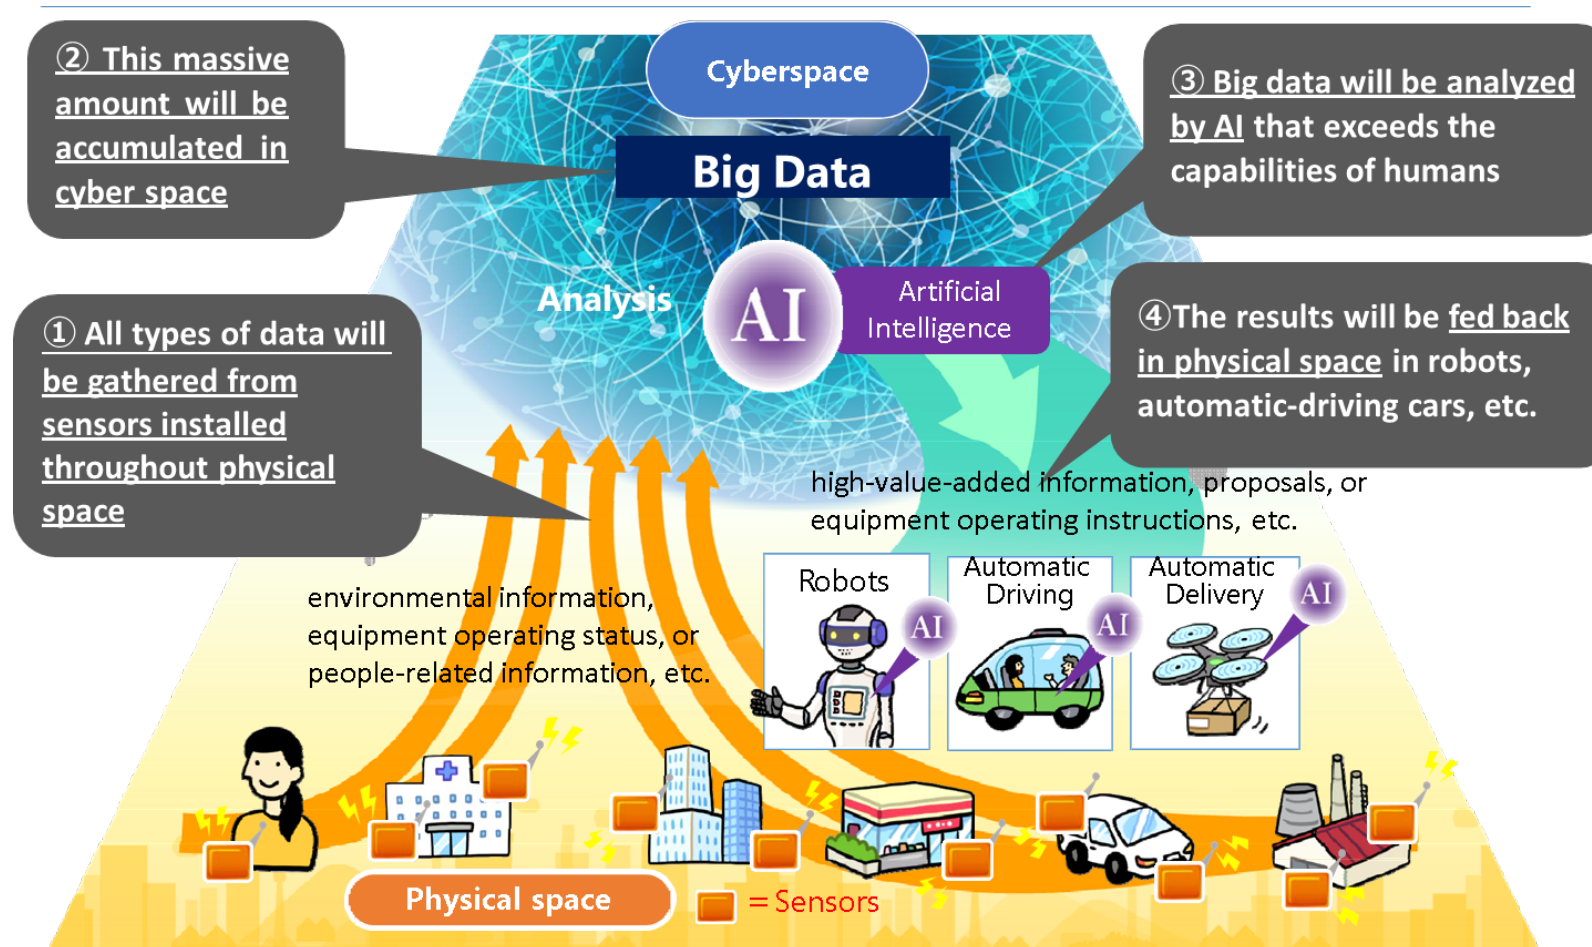 Cyberspace
Big Data
② This massive
amount will be
accumulated in
cyber space
③ Big data will be analyzed
by AI that exceeds the
capabilities of humans
Analysis
AI
Artificial
Intelligence
① All types of data will
be gathered from
sensors installed
throughout physical
space
④The results will be fed back
in physical space in robots,
automatic-driving cars, etc.
high-value-added information, proposals, or
equipment operating instructions, etc.
environmental information,
equipment operating status, or
people-related information, etc.
Robots
AI
Automatic
Driving
AI
Automatic
Delivery
AI
Physical space
= Sensors